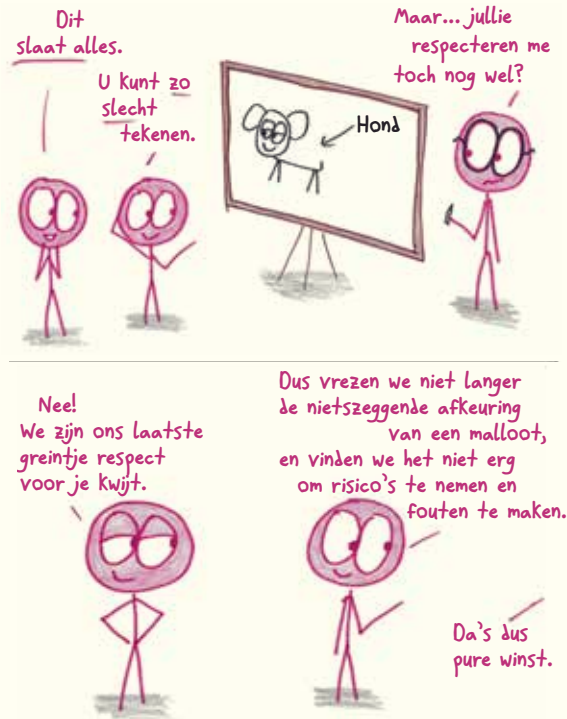 Dit
slaat alles.
U kunt zo
slecht
tekenen.
Hond
Maar... jullie
respecteren me
toch nog wel?
Nee!
We zijn ons laatste
greintje respect
voor je kwijt.
Dus vrezen we niet langer
de nietszeggende afkeuring
van een malloot,
en vinden we het niet erg
om risico's te nemen en
fouten te maken.
Da's dus
pure winst.